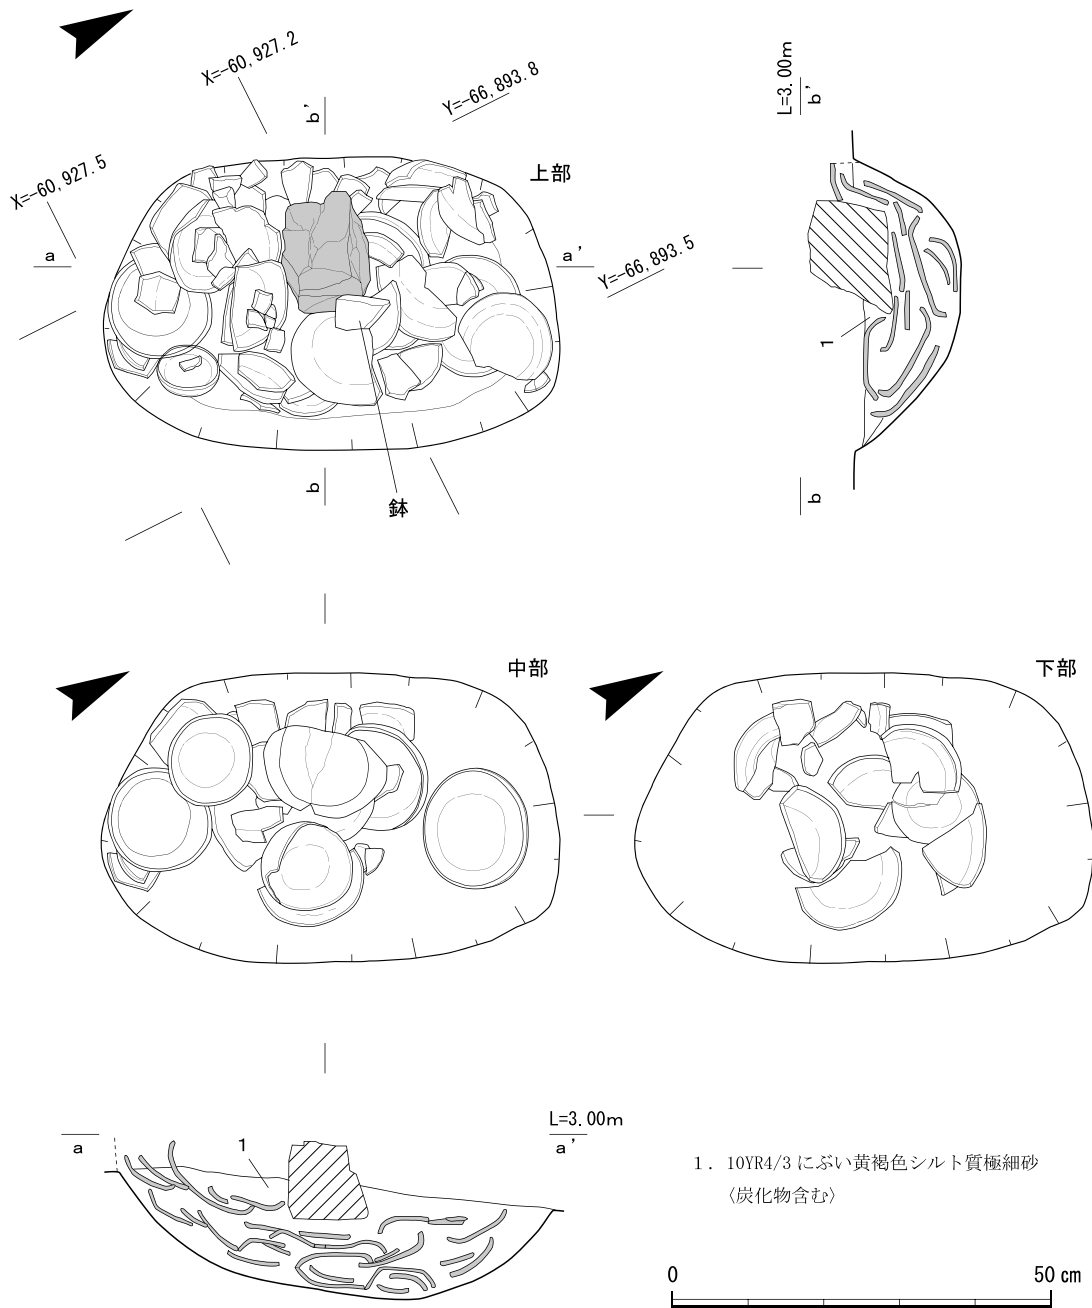 X=-60,927.2
b'
Y=-66,893.8
L=3.00m
b'
X=-60,927.5
上部
a
a'
Y=-66,893.5
1
b
鉢
b
中部
下部
L=3.00m
a
1
a'
1. 10YR4/3 にぶい黄褐色シルト質極細砂
〈炭化物含む〉
0
50 cm